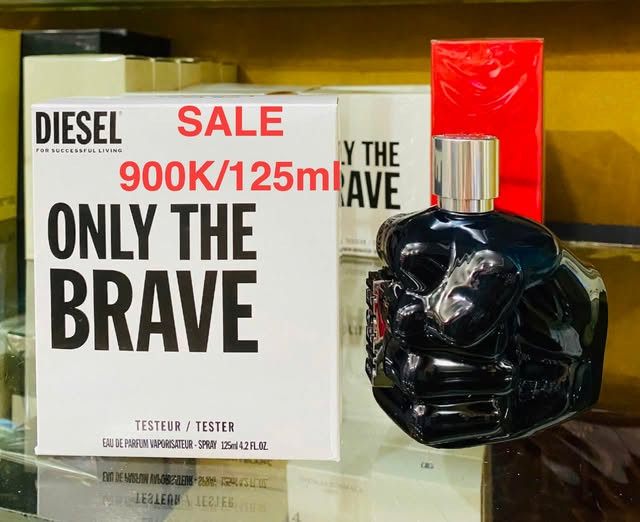 DIESEL
FOR SUCCESSFUL LIVING
SALE
900K/125ml
ONLY THE
BRAVE
TESTEUR / TESTER
EAU DE PARFUM VAPORISATEUR - SPRAY 125ml 4.2 FL.OZ.
LY THE
RAVE